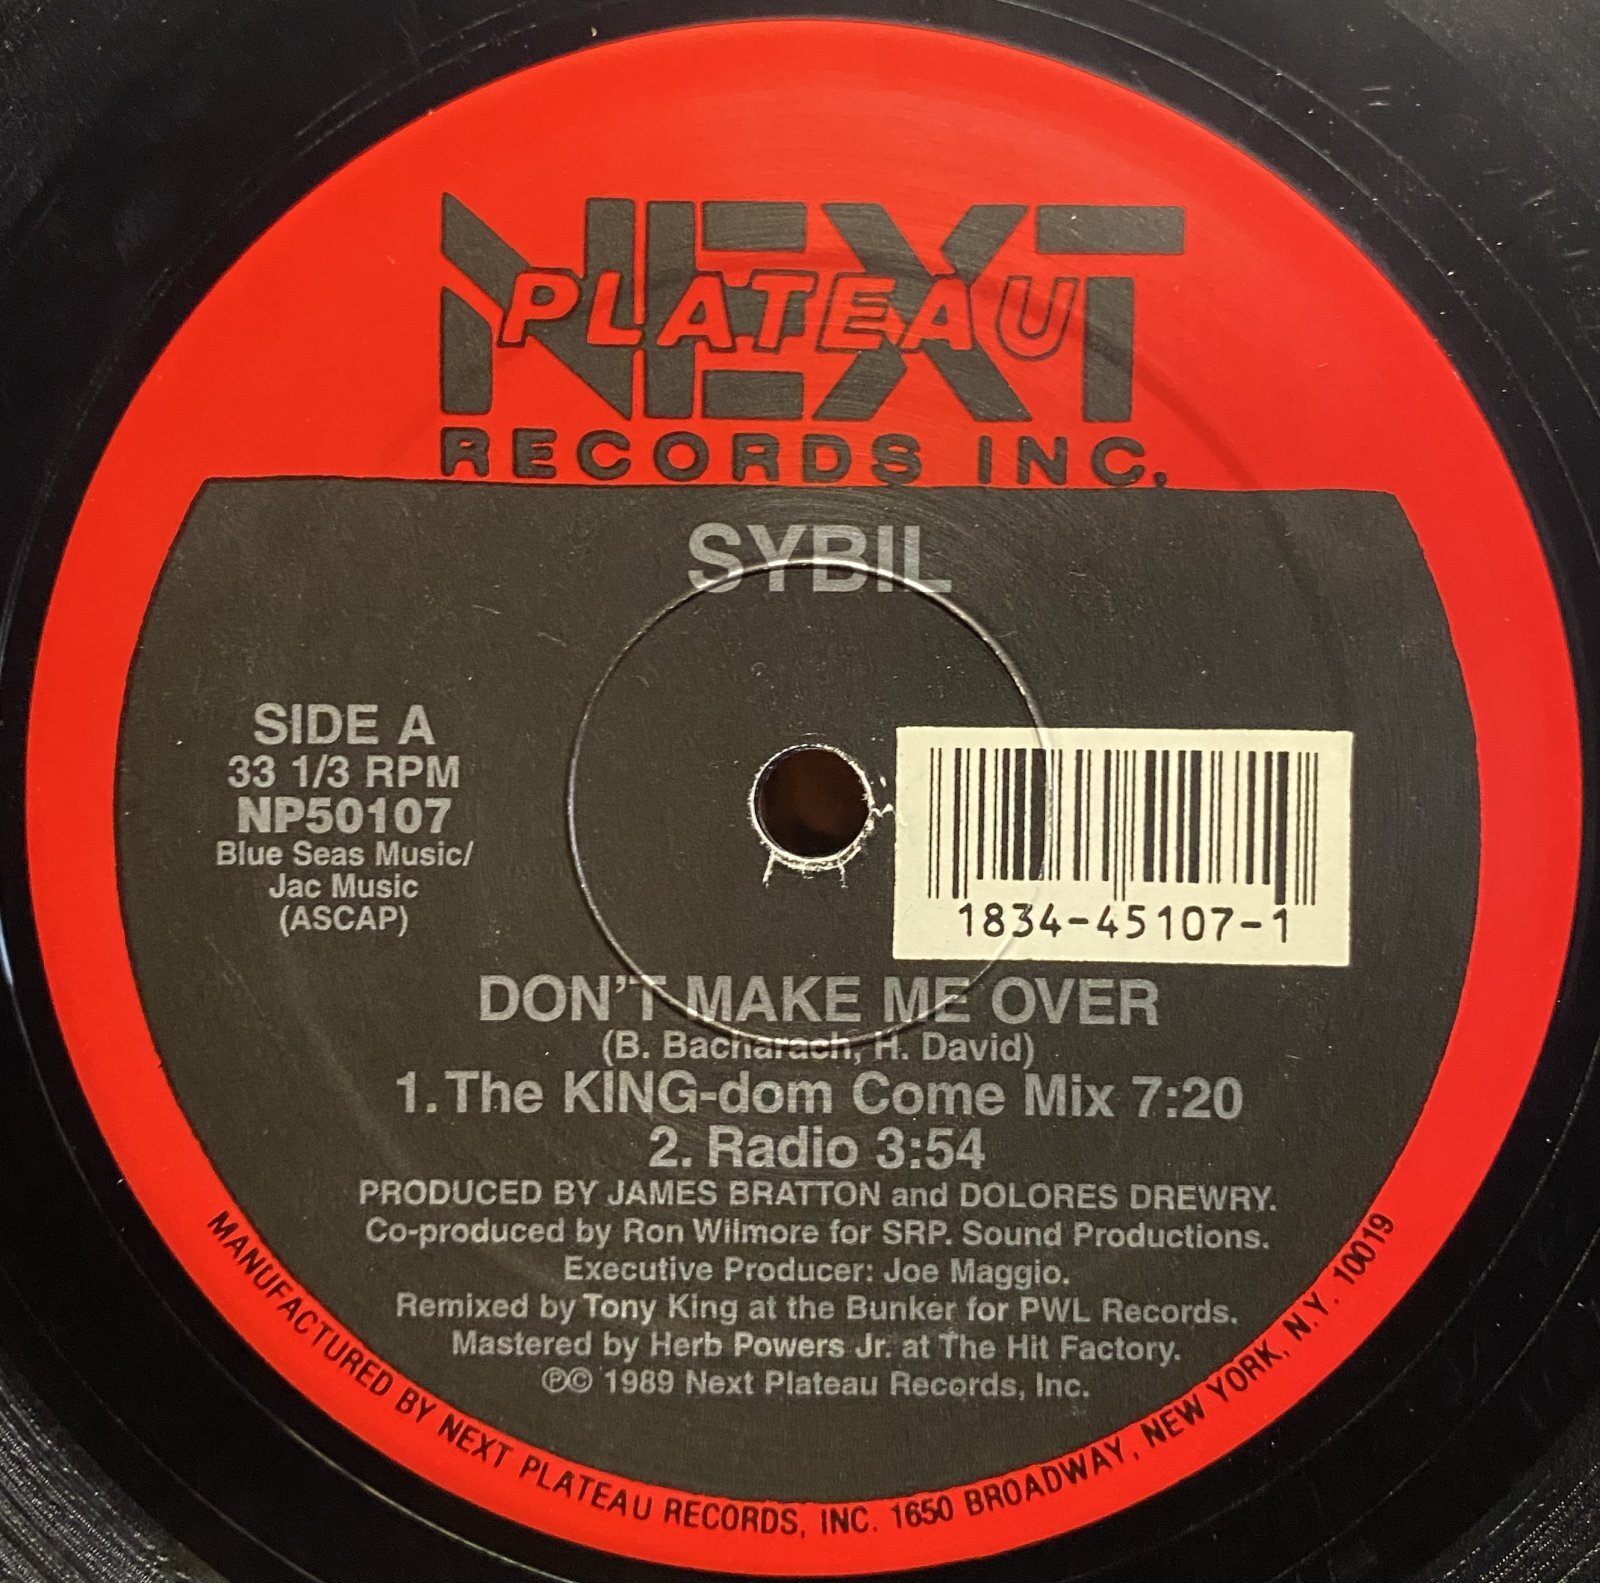 NEXT
PLATEAU
RECORDS INC.
SYBIL
SIDE A
33 1/3 RPM
NP50107
Blue Seas Music/
Jac Music
(ASCAP)
1834-45107-1
DON'T MAKE ME OVER
(B. Bacharach, H. David)
1. The KING-dom Come Mix 7:20
2. Radio 3:54
PRODUCED BY JAMES BRATTON and DOLORES DREWRY.
Co-produced by Ron Wilmore for SRP. Sound Productions.
Executive Producer: Joe Maggio.
Remixed by Tony King at the Bunker for PWL Records.
Mastered by Herb Powers Jr. at The Hit Factory.
℗© 1989 Next Plateau Records, Inc.
MANUFACTURED BY NEXT PLATEAU RECORDS, INC. 1650 BROADWAY, NEW YORK, N.Y. 10019